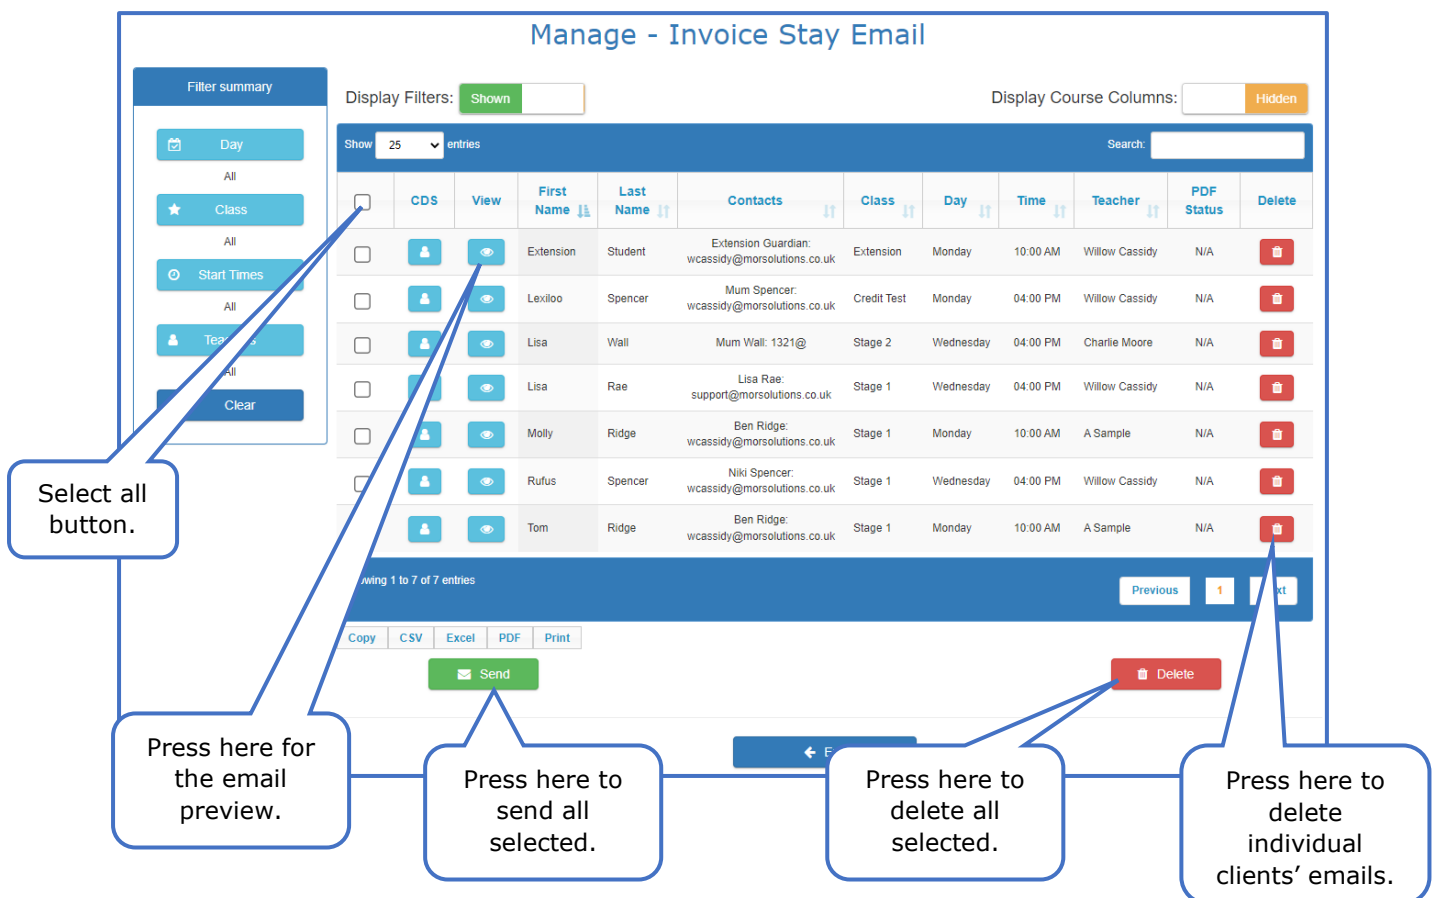 Manage - Invoice Stay Email
Filter summary
Day
All
Class
All
Start Times
All
All
Clear
Display Filters: Shown
Display Course Columns: Hidden
Show 25 entries
Search:
CDS View First Name Last Name Contacts Class Day Time Teacher PDF Status Delete
Extension Student Extension Guardian: wcassidy@morsolutions.co.uk Extension Monday 10:00 AM Willow Cassidy N/A
Lexiloo Spencer Mum Spencer: wcassidy@morsolutions.co.uk Credit Test Monday 04:00 PM Willow Cassidy N/A
Lisa Wall Mum Wall: 1321@ Stage 2 Wednesday 04:00 PM Charlie Moore N/A
Lisa Rae Lisa Rae: support@morsolutions.co.uk Stage 1 Wednesday 04:00 PM Willow Cassidy N/A
Molly Ridge Ben Ridge: wcassidy@morsolutions.co.uk Stage 1 Monday 10:00 AM A Sample N/A
Rufus Spencer Niki Spencer: wcassidy@morsolutions.co.uk Stage 1 Wednesday 04:00 PM Willow Cassidy N/A
Tom Ridge Ben Ridge: wcassidy@morsolutions.co.uk Stage 1 Monday 10:00 AM A Sample N/A
1 to 7 of 7 entries
Previous 1
Copy CSV Excel PDF Print
Send
Delete
Select all
button.
Press here for
the email
preview.
Press here to
send all
selected.
Press here to
delete all
selected.
Press here to
delete
individual
clients’ emails.